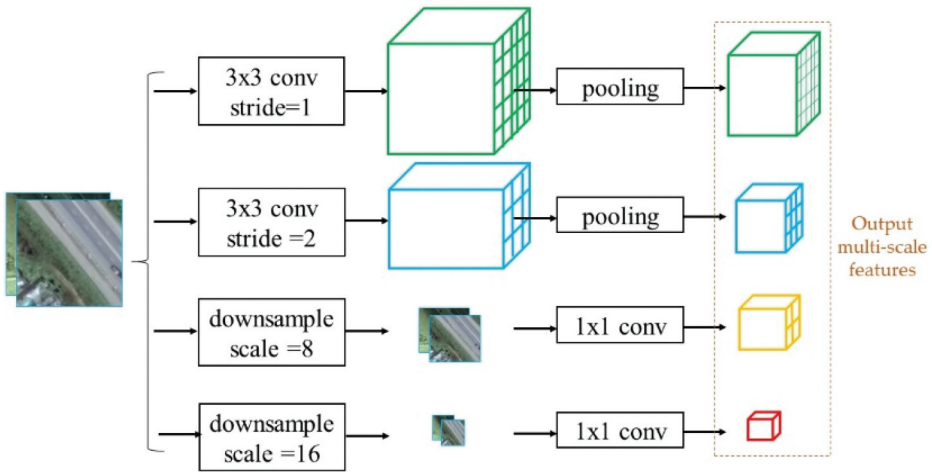 3x3 conv
stride=1
pooling
3x3 conv
stride =2
pooling
downsample
scale =8
1x1 conv
downsample
scale =16
1x1 conv
Output
multi-scale
features